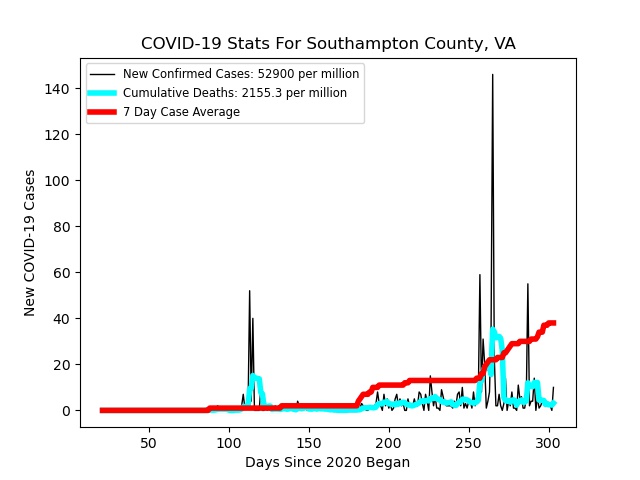 COVID-19 Stats For Southampton County, VA
New Confirmed Cases: 52900 per million
Cumulative Deaths: 2155.3 per million
7 Day Case Average
New COVID-19 Cases
140
120
100
80
60
40
20
0
50 100 150 200 250 300
Days Since 2020 Began